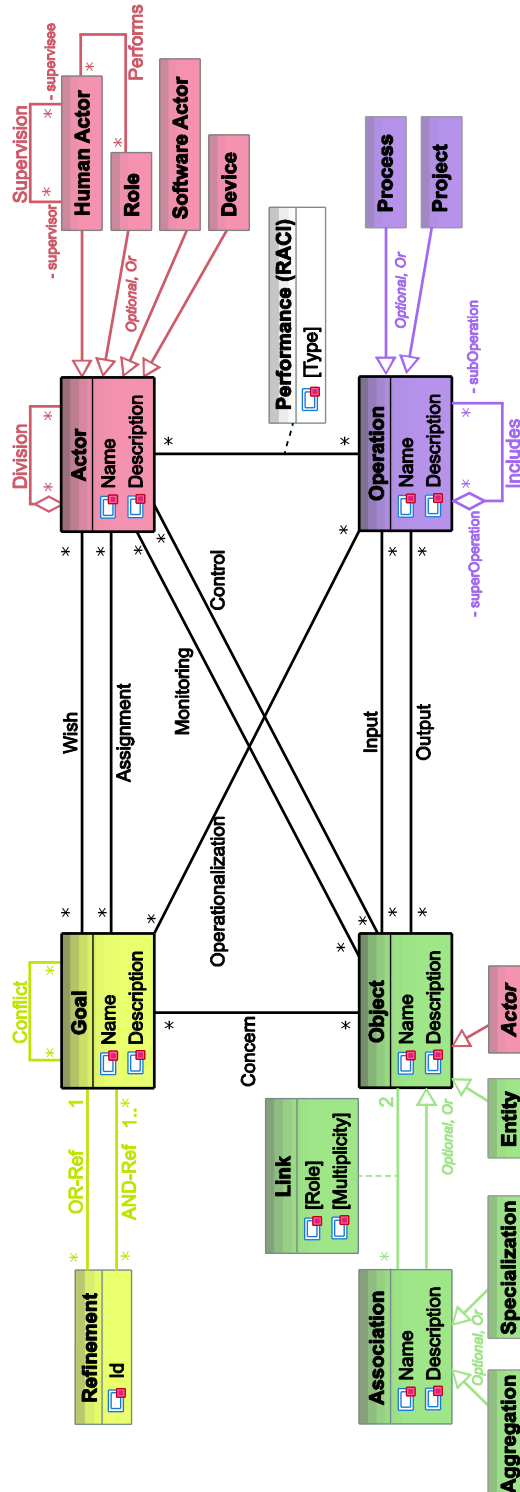 Conflict
* *
Division
* *
Supervision
- supervisor * * - supervisee
Human Actor
* Performs *
Role
Optional, Or
Software Actor
Device
Refinement
Id
* OR-Ref 1
* AND-Ref 1..*
Goal
Name
Description
* Wish *
* Assignment *
Actor
Name
Description
* Monitoring *
* Control *
* Operationalization *
* Concern *
* *
Performance (RACI)
[Type]
Link
[Role]
[Multiplicity]
Association
Name
Description
* 2
Optional, Or
Object
Name
Description
* Input *
* Output *
Operation
Name
Description
Process
Optional, Or
Project
- superOperation * * - subOperation
Includes
Optional, Or
Aggregation
Specialization
Entity
Actor